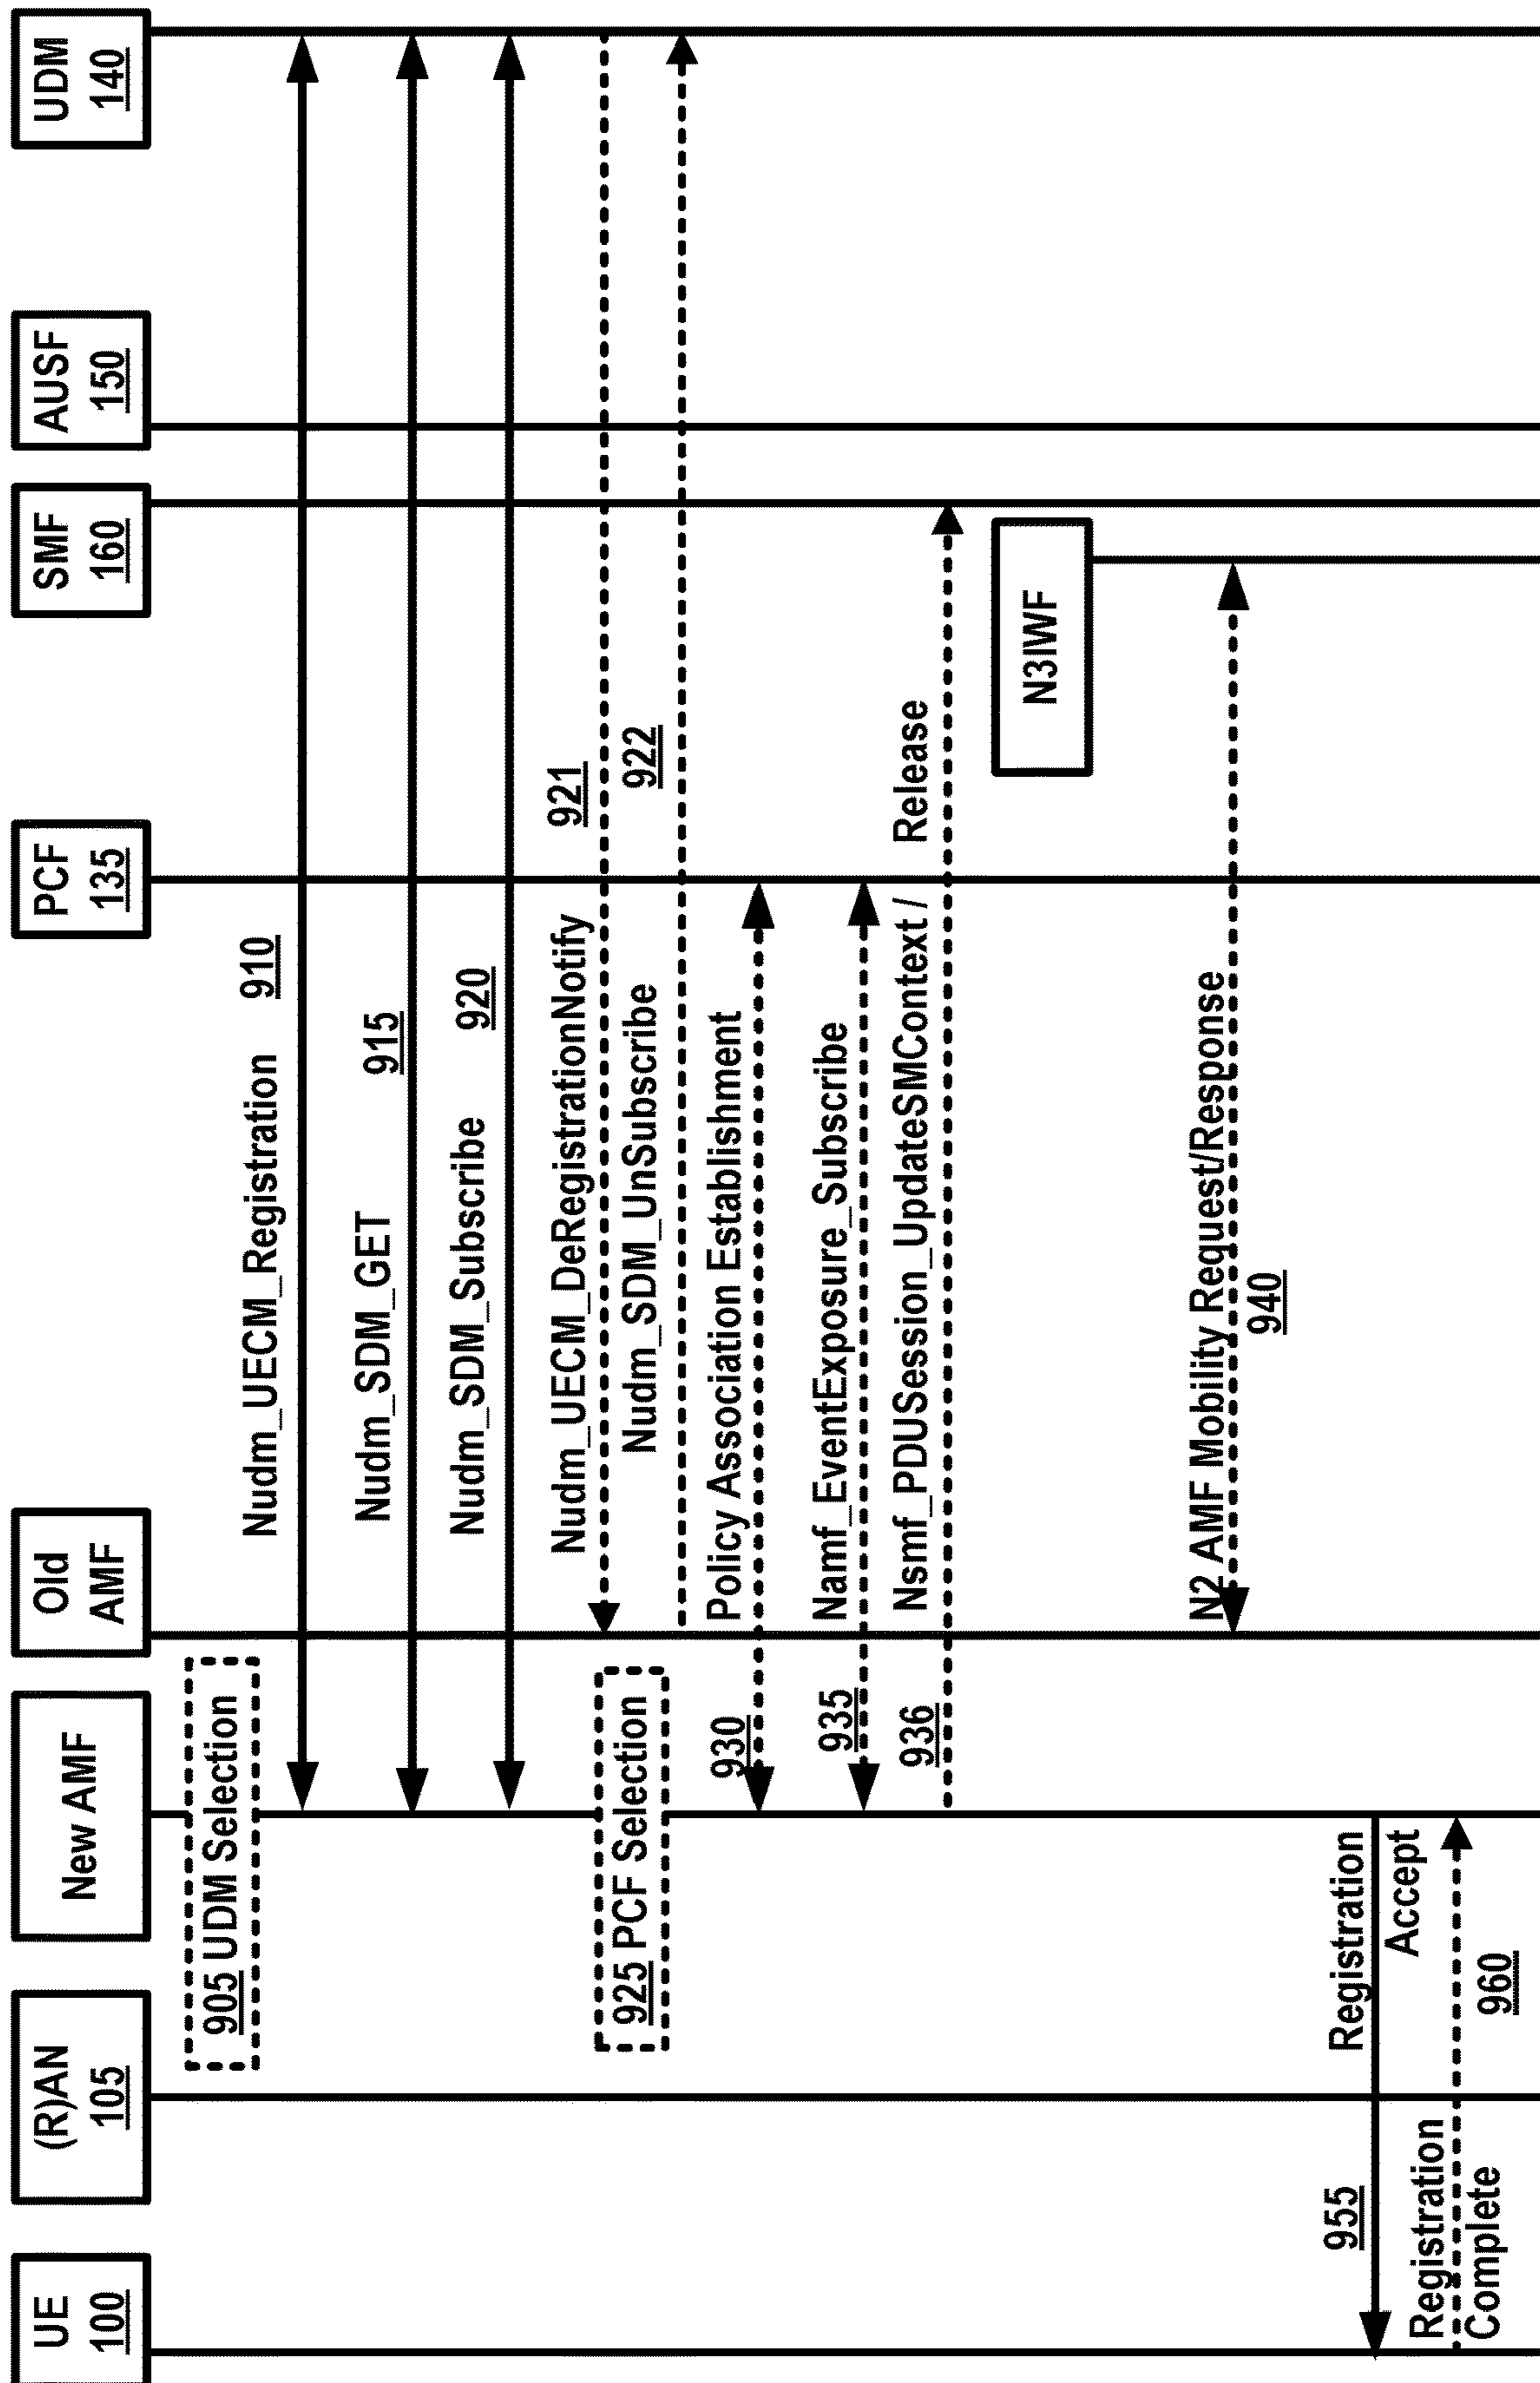 UE
100
(R)AN
105
New AMF
Old
AMF
PCF
135
SMF
160
AUSF
150
UDM
140
905 UDM Selection
Nudm_UECM_Registration 910
Nudm_SDM_GET 915
Nudm_SDM_Subscribe 920
Nudm_UECM_DeRegistrationNotify 921
925 PCF Selection
Nudm_SDM_UnSubscribe 922
930 Policy Association Establishment
935 Namf_EventExposure_Subscribe
936 Nsmf_PDUSession_UpdateSMContext / Release
N3IWF
N2 AMF Mobility Request/Response
940
955 Registration
Accept
Registration
Complete 960